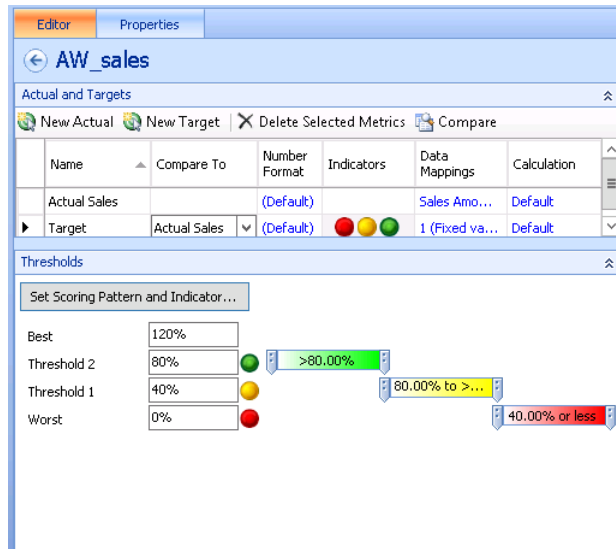 Editor Properties
AW_sales
Actual and Targets
New Actual New Target Delete Selected Metrics Compare
Name Compare To Number Format Indicators Data Mappings Calculation
Actual Sales (Default) Sales Amo... Default
Target Actual Sales (Default) 1 (Fixed va... Default
Thresholds
Set Scoring Pattern and Indicator...
Best 120%
Threshold 2 80% >80.00%
Threshold 1 40% 80.00% to >...
Worst 0% 40.00% or less